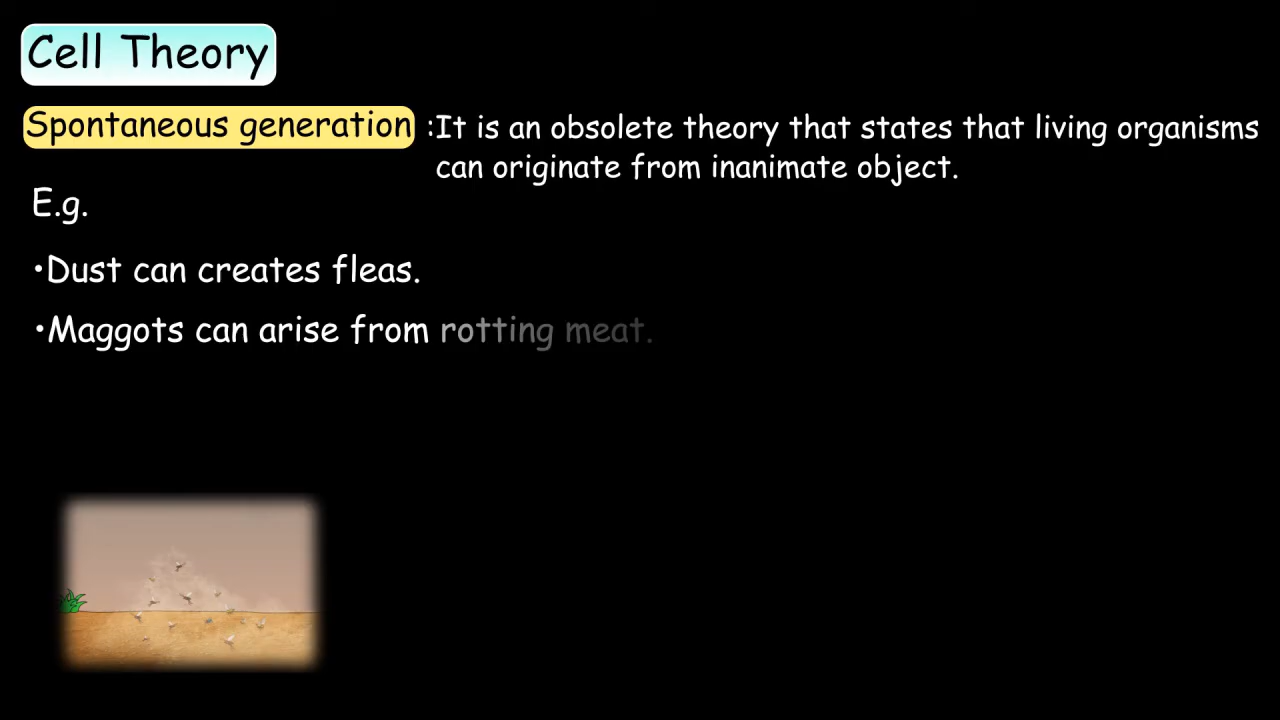 Cell Theory
Spontaneous generation :It is an obsolete theory that states that living organisms
can originate from inanimate object.
E.g.
•Dust can creates fleas.
•Maggots can arise from rotting meat.